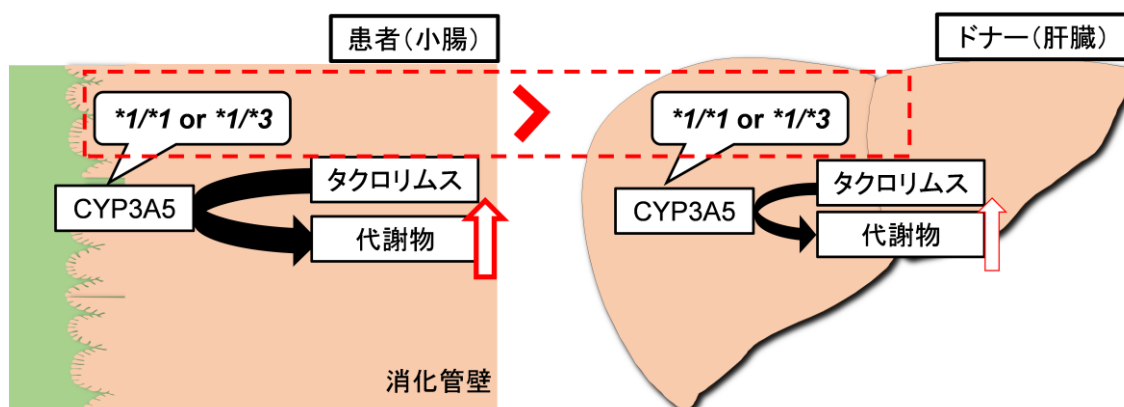 患者（小腸）
*1/*1 or *1/*3
CYP3A5
タクロリムス
代謝物
消化管壁
ドナー（肝臓）
*1/*1 or *1/*3
CYP3A5
タクロリムス
代謝物